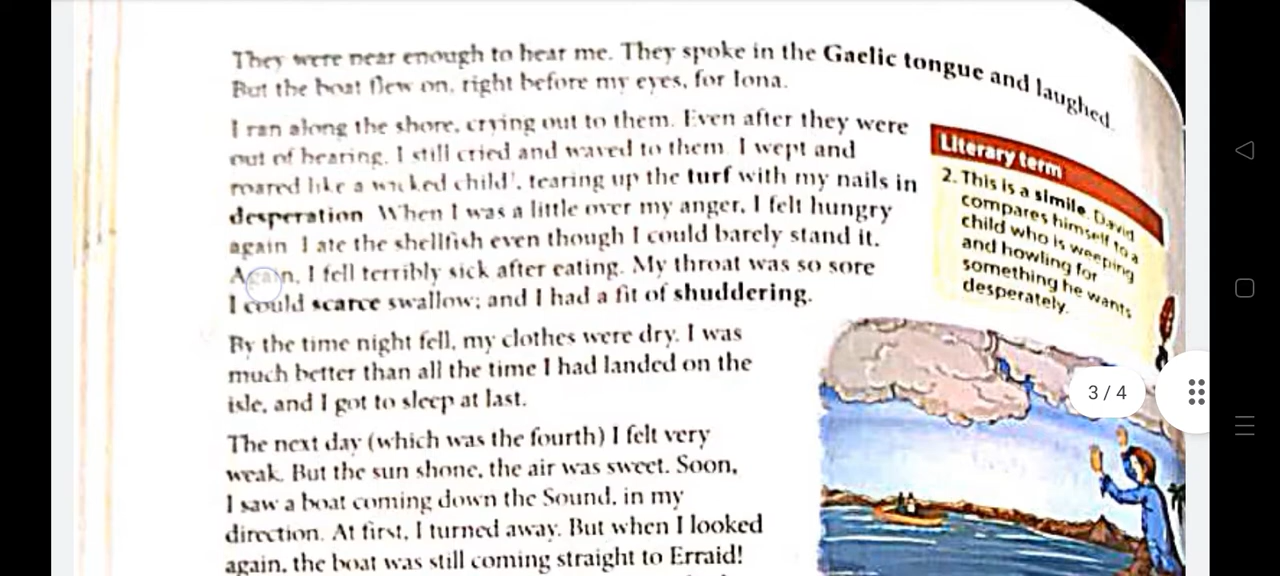 They were near enough to hear me. They spoke in the Gaelic tongue and laughed.
But the boat flew on, right before my eyes, for Iona.
I ran along the shore, crying out to them. Even after they were
out of hearing, I still cried and waved to them. I wept and
roared like a wicked child², tearing up the turf with my nails in
desperation. When I was a little over my anger, I felt hungry
again. I ate the shellfish even though I could barely stand it.
Again, I fell terribly sick after eating. My throat was so sore
I could scarce swallow; and I had a fit of shuddering.
Literary term
2. This is a simile. David
compares himself to a
child who is weeping
and howling for
something he wants
desperately.
By the time night fell, my clothes were dry. I was
much better than all the time I had landed on the
isle, and I got to sleep at last.
The next day (which was the fourth) I felt very
weak. But the sun shone, the air was sweet. Soon,
I saw a boat coming down the Sound, in my
direction. At first, I turned away. But when I looked
again, the boat was still coming straight to Erraid!
3 / 4